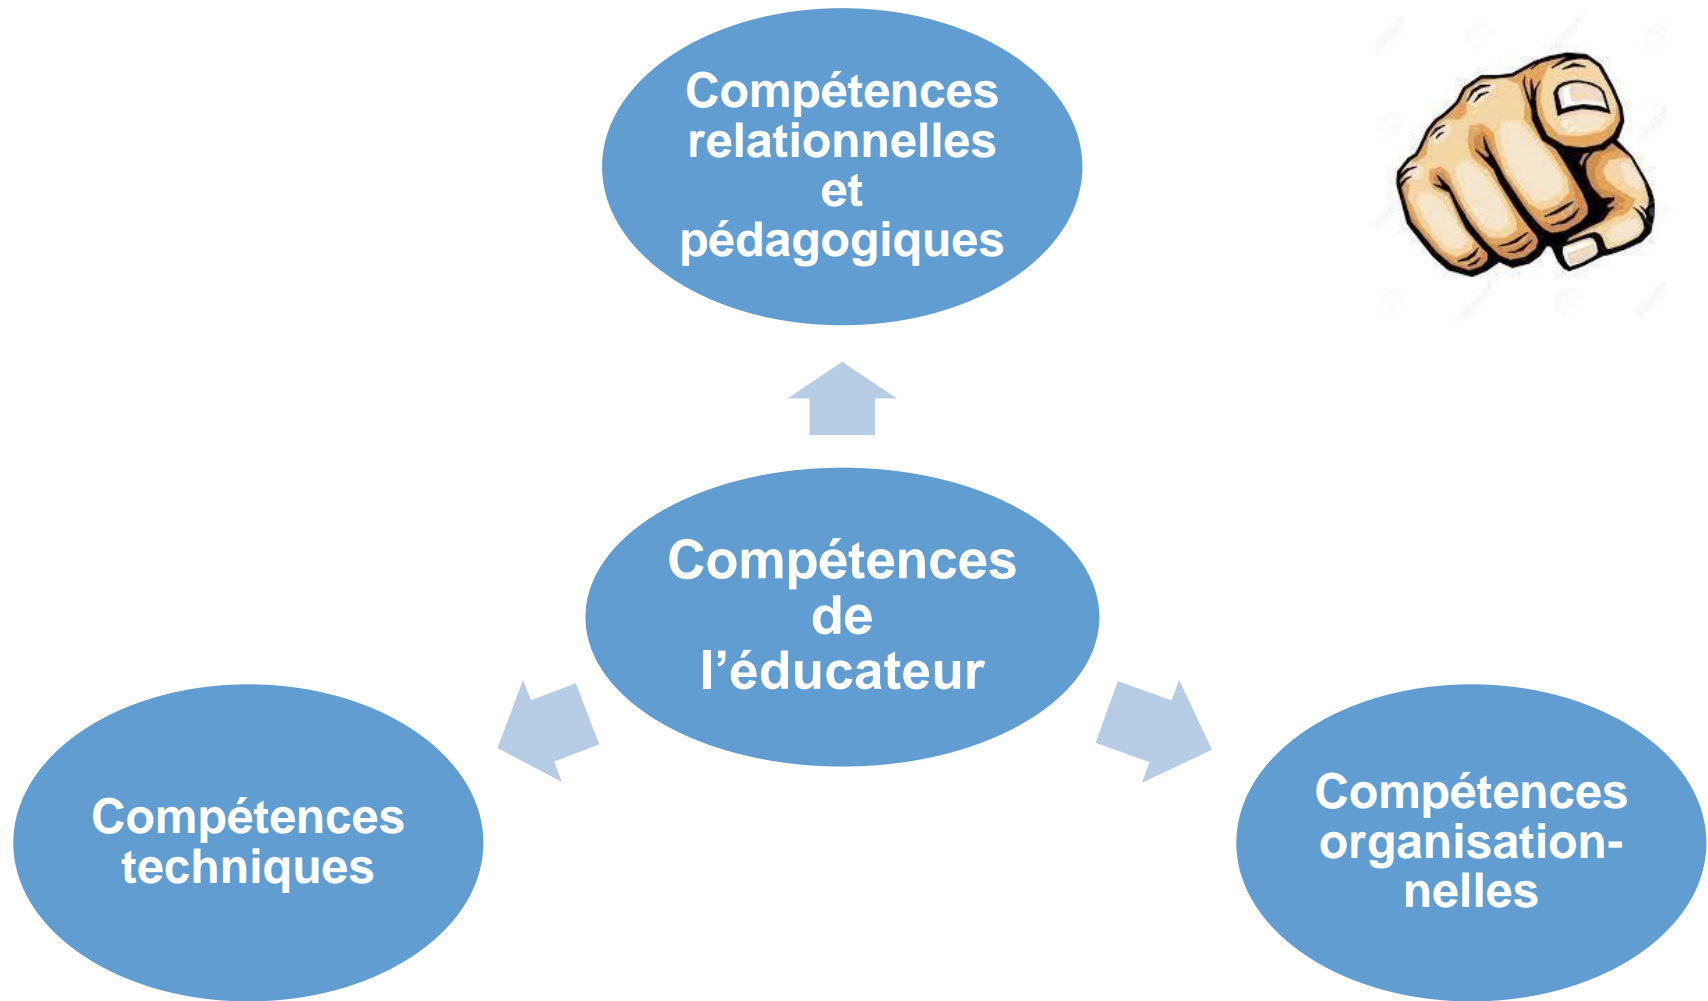 Compétences
relationnelles
et
pédagogiques
Compétences
de
l’éducateur
Compétences
techniques
Compétences
organisation-
nelles